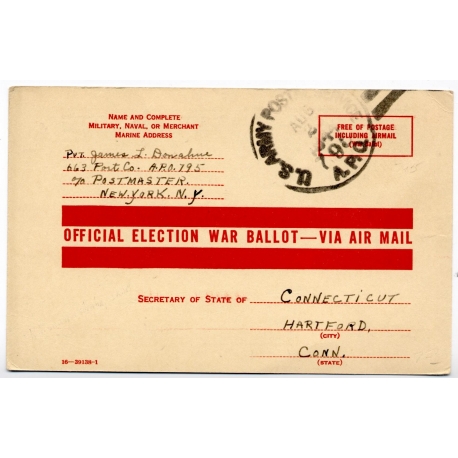 NAME AND COMPLETE
MILITARY, NAVAL, OR MERCHANT
MARINE ADDRESS
Pvt. James L. Donahue
663 Port Co. A.P.O. 795
c/o POSTMASTER
NEW YORK, N.Y.
U.S. ARMY POST
AUG
A.P.O.
FREE OF POSTAGE
INCLUDING AIRMAIL
OFFICIAL ELECTION WAR BALLOT—VIA AIR MAIL
SECRETARY OF STATE OF CONNECTICUT
HARTFORD,
(CITY)
CONN.
(STATE)
16—39138-1